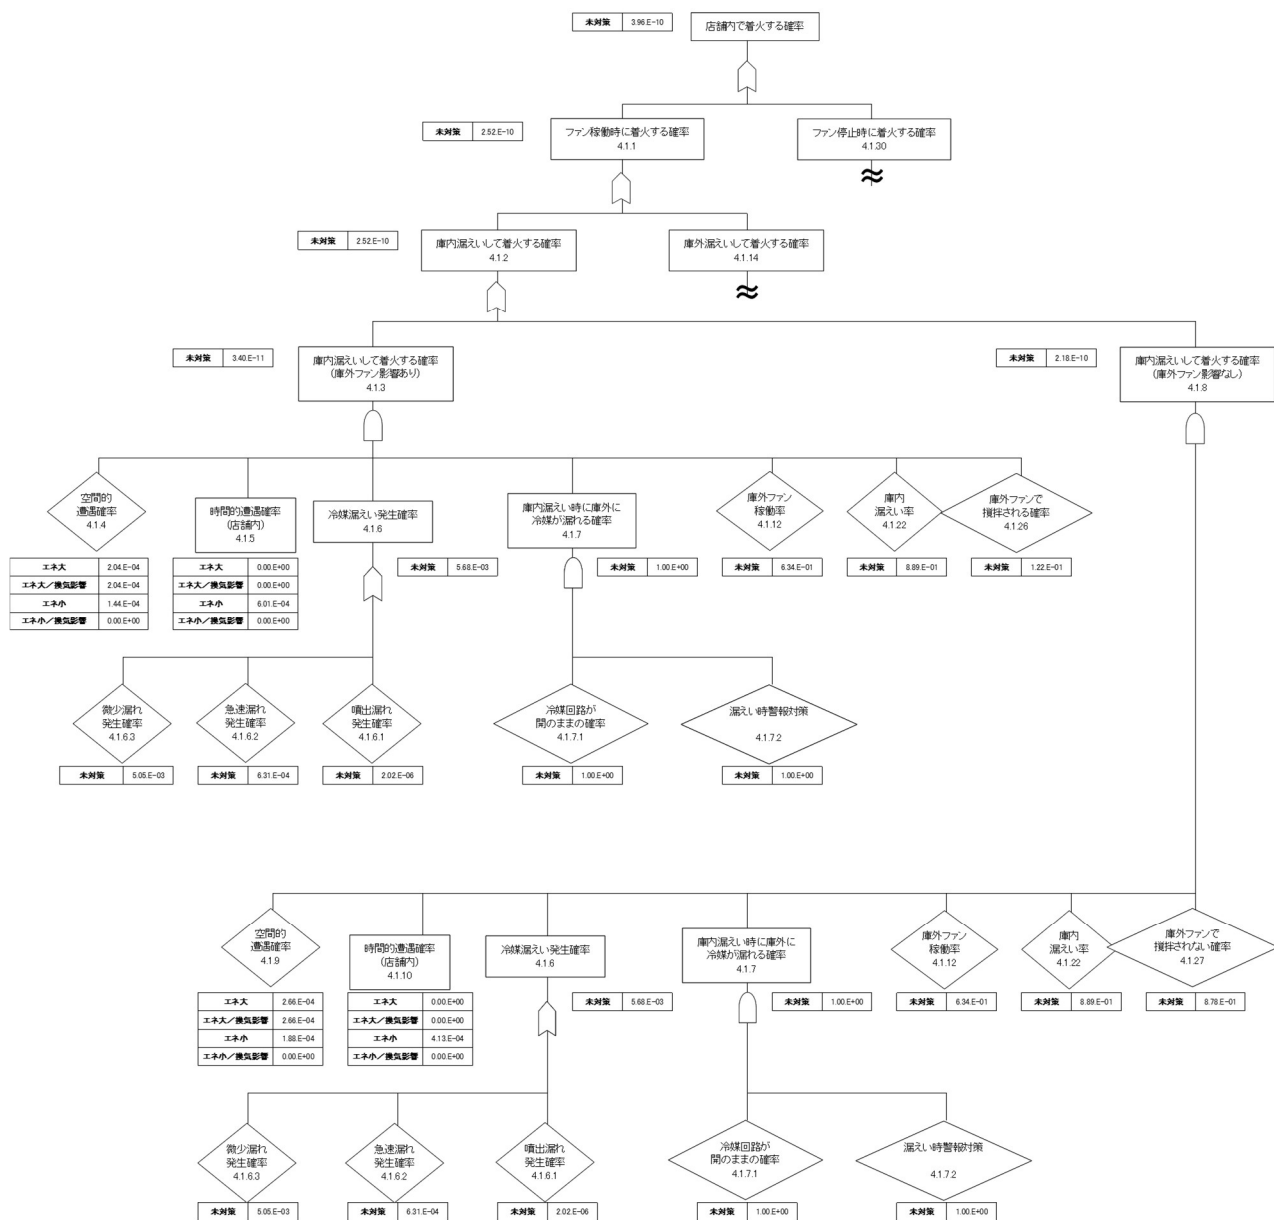 未対策 3.96.E-10
店舗内で着火する確率
未対策 2.52.E-10
ファン稼働時に着火する確率
4.1.1
ファン停止時に着火する確率
4.1.30
未対策 2.52.E-10
庫内漏えいして着火する確率
4.1.2
庫外漏えいして着火する確率
4.1.14
未対策 3.40.E-11
庫内漏えいして着火する確率
(庫外ファン影響あり)
4.1.3
未対策 2.18.E-10
庫内漏えいして着火する確率
(庫外ファン影響なし)
4.1.8
空間的
遭遇確率
4.1.4
時間的遭遇確率
(店舗内)
4.1.5
冷媒漏えい発生確率
4.1.6
庫内漏えい時に庫外に
冷媒が漏れる確率
4.1.7
庫外ファン
稼働率
4.1.12
庫内
漏えい率
4.1.22
庫外ファンで
撹拌される確率
4.1.26
エネ大 2.04.E-04
エネ大/換気影響 2.04.E-04
エネ小 1.44.E-04
エネ小/換気影響 0.00.E+00
エネ大 0.00.E+00
エネ大/換気影響 0.00.E+00
エネ小 6.01.E-04
エネ小/換気影響 0.00.E+00
未対策 5.68.E-03
未対策 1.00.E+00
未対策 6.34.E-01
未対策 8.89.E-01
未対策 1.22.E-01
微少漏れ
発生確率
4.1.6.3
急速漏れ
発生確率
4.1.6.2
噴出漏れ
発生確率
4.1.6.1
冷媒回路が
開のままの確率
4.1.7.1
漏えい時警報対策
4.1.7.2
未対策 5.05.E-03
未対策 6.31.E-04
未対策 2.02.E-06
未対策 1.00.E+00
未対策 1.00.E+00
空間的
遭遇確率
4.1.9
時間的遭遇確率
(店舗内)
4.1.10
冷媒漏えい発生確率
4.1.6
庫内漏えい時に庫外に
冷媒が漏れる確率
4.1.7
庫外ファン
稼働率
4.1.12
庫内
漏えい率
4.1.22
庫外ファンで
撹拌されない確率
4.1.27
エネ大 2.66.E-04
エネ大/換気影響 2.66.E-04
エネ小 1.88.E-04
エネ小/換気影響 0.00.E+00
エネ大 0.00.E+00
エネ大/換気影響 0.00.E+00
エネ小 4.13.E-04
エネ小/換気影響 0.00.E+00
未対策 5.68.E-03
未対策 1.00.E+00
未対策 6.34.E-01
未対策 8.89.E-01
未対策 8.78.E-01
微少漏れ
発生確率
4.1.6.3
急速漏れ
発生確率
4.1.6.2
噴出漏れ
発生確率
4.1.6.1
冷媒回路が
開のままの確率
4.1.7.1
漏えい時警報対策
4.1.7.2
未対策 5.05.E-03
未対策 6.31.E-04
未対策 2.02.E-06
未対策 1.00.E+00
未対策 1.00.E+00